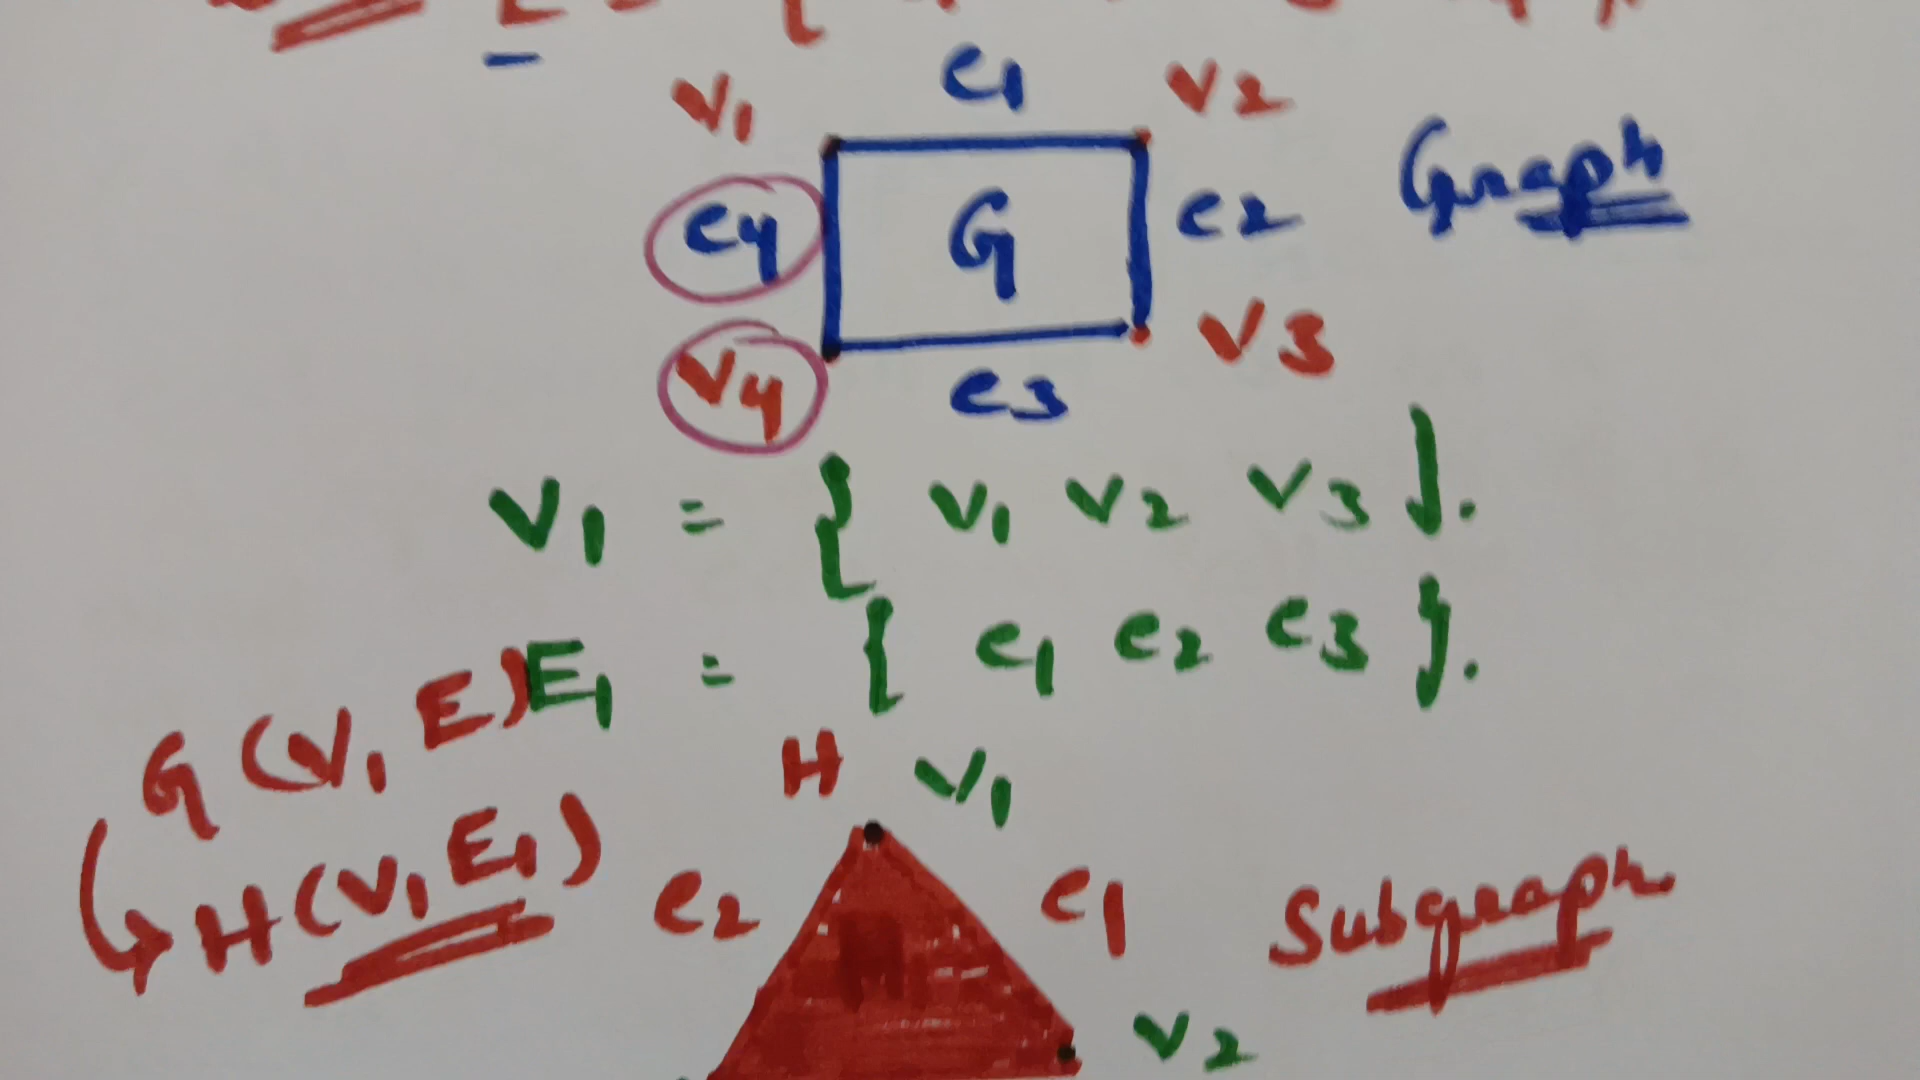 V1 e1 V2
e4 G e2 Graph
V4 e3 V3
V1 = { V1 V2 V3 }.
E1 = { e1 e2 e3 }.
G (V, E)
H V1
H (V1 E1)
e2 e1 Subgraph.
V2